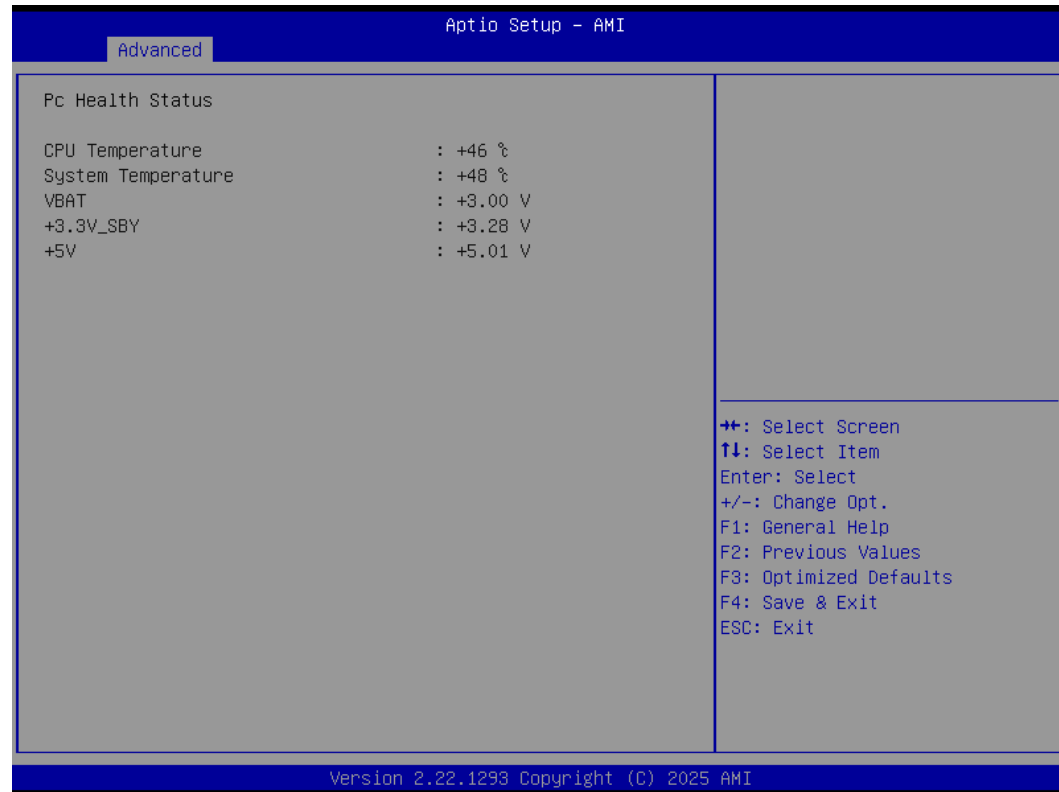 Aptio Setup – AMI
Advanced
Pc Health Status
CPU Temperature : +46 ℃
System Temperature : +48 ℃
VBAT : +3.00 V
+3.3V_SBY : +3.28 V
+5V : +5.01 V
→←: Select Screen
↑↓: Select Item
Enter: Select
+/-: Change Opt.
F1: General Help
F2: Previous Values
F3: Optimized Defaults
F4: Save & Exit
ESC: Exit
Version 2.22.1293 Copyright (C) 2025 AMI